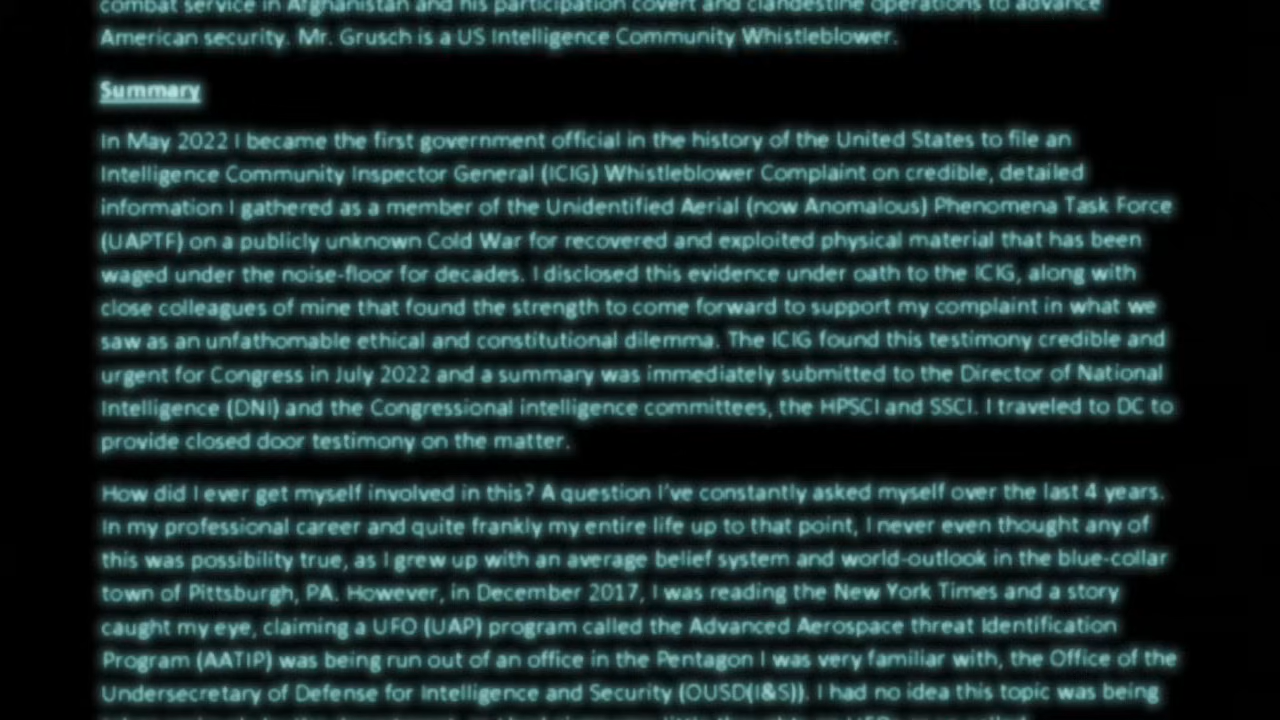 combat service in Afghanistan and his participation covert and clandestine operations to advance
American security. Mr. Grusch is a US Intelligence Community Whistleblower.
Summary
In May 2022 I became the first government official in the history of the United States to file an
Intelligence Community Inspector General (ICIG) Whistleblower Complaint on credible, detailed
information I gathered as a member of the Unidentified Aerial (now Anomalous) Phenomena Task Force
(UAPTF) on a publicly unknown Cold War for recovered and exploited physical material that has been
waged under the noise-floor for decades. I disclosed this evidence under oath to the ICIG, along with
close colleagues of mine that found the strength to come forward to support my complaint in what we
saw as an unfathomable ethical and constitutional dilemma. The ICIG found this testimony credible and
urgent for Congress in July 2022 and a summary was immediately submitted to the Director of National
Intelligence (DNI) and the Congressional intelligence committees, the HPSCI and SSCI. I traveled to DC to
provide closed door testimony on the matter.
How did I ever get myself involved in this? A question I've constantly asked myself over the last 4 years.
In my professional career and quite frankly my entire life up to that point, I never even thought any of
this was possibility true, as I grew up with an average belief system and world-outlook in the blue-collar
town of Pittsburgh, PA. However, in December 2017, I was reading the New York Times and a story
caught my eye, claiming a UFO (UAP) program called the Advanced Aerospace threat Identification
Program (AATIP) was being run out of an office in the Pentagon I was very familiar with, the Office of the
Undersecretary of Defense for Intelligence and Security (OUSD(I&S)). I had no idea this topic was being